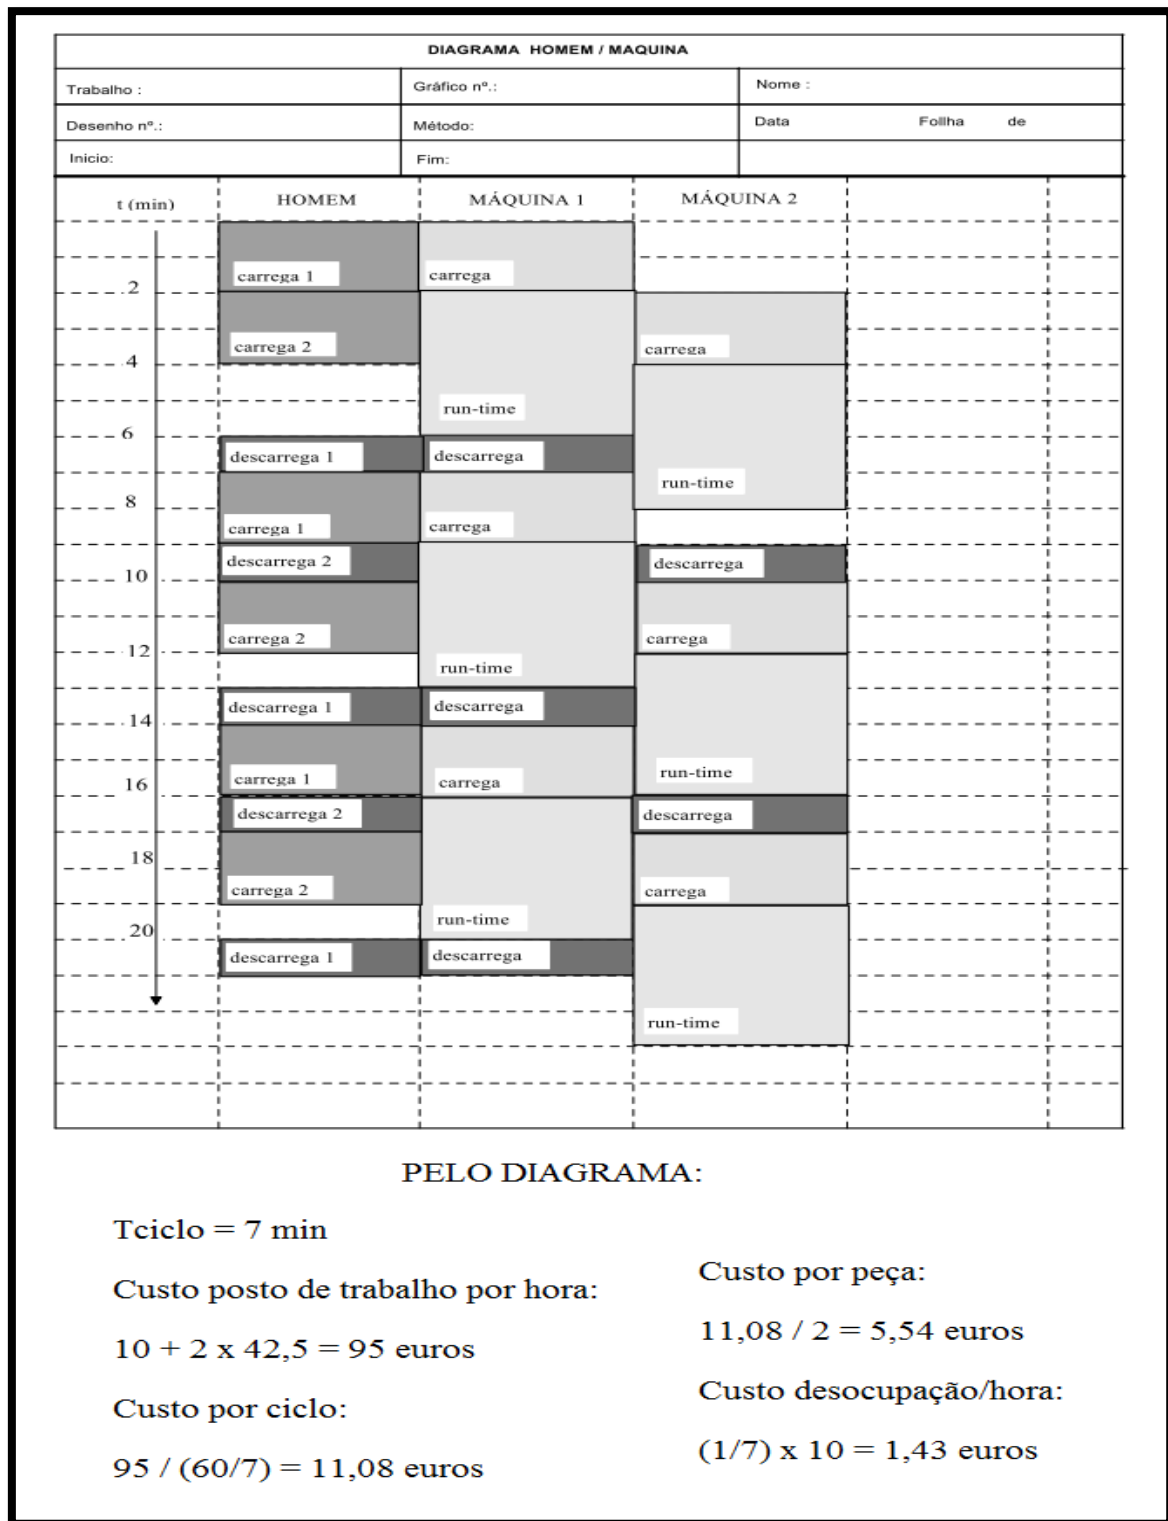 DIAGRAMA HOMEM / MAQUINA
Trabalho :
Gráfico nº.:
Nome :
Desenho nº.:
Método:
Data Follha de
Inicio:
Fim:
t (min) HOMEM MÁQUINA 1 MÁQUINA 2
carrega 1 carrega
2
carrega 2 carrega
4
run-time
6
descarrega 1 descarrega
run-time
8
carrega 1 carrega
descarrega 2 descarrega
10
carrega 2 carrega
12
run-time
descarrega 1 descarrega
14
run-time
16 carrega 1 carrega
descarrega 2 descarrega
18
carrega 2 carrega
run-time
20
descarrega 1 descarrega
run-time
PELO DIAGRAMA:
Tciclo = 7 min
Custo posto de trabalho por hora:
10 + 2 x 42,5 = 95 euros
Custo por ciclo:
95 / (60/7) = 11,08 euros
Custo por peça:
11,08 / 2 = 5,54 euros
Custo desocupação/hora:
(1/7) x 10 = 1,43 euros